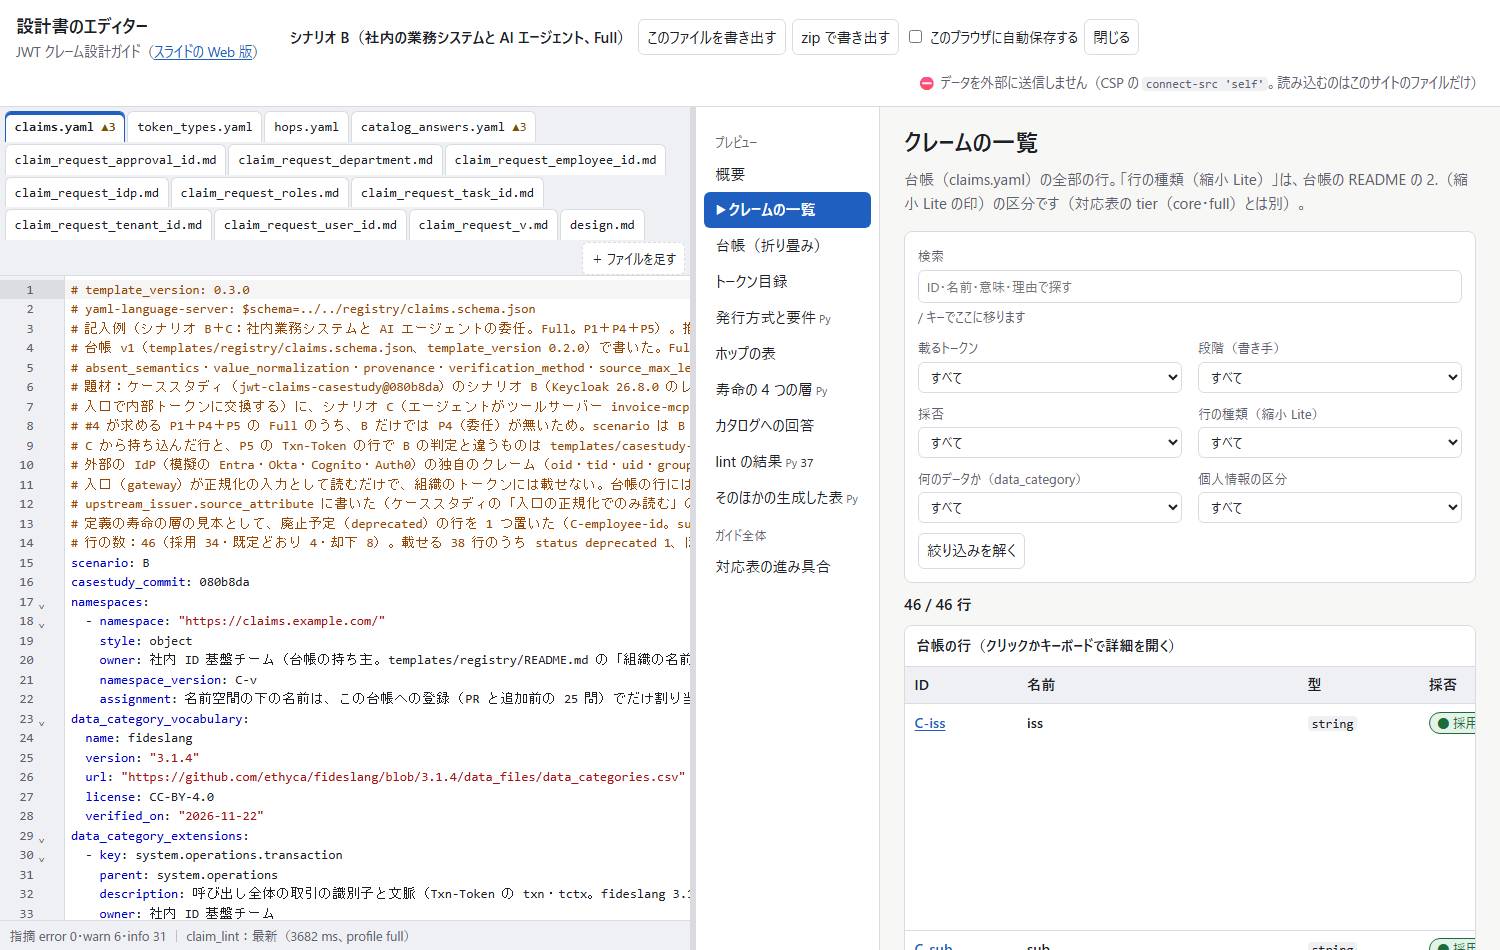 設計書のエディター
JWT クレーム設計ガイド（スライドの Web 版）
シナリオ B（社内の業務システムと AI エージェント、Full）
このファイルを書き出す
zip で書き出す
このブラウザに自動保存する
閉じる
⛔ データを外部に送信しません（CSP の connect-src 'self'。読み込むのはこのサイトのファイルだけ）
claims.yaml ▲3
token_types.yaml
hops.yaml
catalog_answers.yaml ▲3
claim_request_approval_id.md
claim_request_department.md
claim_request_employee_id.md
claim_request_idp.md
claim_request_roles.md
claim_request_task_id.md
claim_request_tenant_id.md
claim_request_user_id.md
claim_request_v.md
design.md
＋ ファイルを足す
1 # template_version: 0.3.0
2 # yaml-language-server: $schema=../../registry/claims.schema.json
3 # 記入例（シナリオ B＋C：社内業務システムと AI エージェントの委任。Full。P1＋P4＋P5）。
4 # 台帳 v1（templates/registry/claims.schema.json、template_version 0.2.0）で書いた。Ful
5 # absent_semantics・value_normalization・provenance・verification_method・source_max_le
6 # 題材：ケーススタディ（jwt-claims-casestudy@080b8da）のシナリオ B（Keycloak 26.8.0 のレ
7 # 入口で内部トークンに交換する）に、シナリオ C（エージェントがツールサーバー invoice-mcp
8 # #4 が求める P1＋P4＋P5 の Full のうち、B だけでは P4（委任）が無いため。scenario は B
9 # C から持ち込んだ行と、P5 の Txn-Token の行で B の判定と違うものは templates/casestudy-
10 # 外部の IdP（模擬の Entra・Okta・Cognito・Auth0）の独自のクレーム（oid・tid・uid・group
11 # 入口（gateway）が正規化の入力として読むだけで、組織のトークンには載せない。台帳の行には
12 # upstream_issuer.source_attribute に書いた（ケーススタディの「入口の正規化でのみ読む」の
13 # 定義の寿命の層の見本として、廃止予定（deprecated）の行を 1 つ置いた（C-employee-id。su
14 # 行の数：46（採用 34・既定どおり 4・却下 8）。載せる 38 行のうち status deprecated 1、
15 scenario: B
16 casestudy_commit: 080b8da
17 namespaces:
18 - namespace: "https://claims.example.com/"
19 style: object
20 owner: 社内 ID 基盤チーム（台帳の持ち主。templates/registry/README.md の「組織の名前
21 namespace_version: C-v
22 assignment: 名前空間の下の名前は、この台帳への登録（PR と追加前の 25 問）でだけ割り当
23 data_category_vocabulary:
24 name: fideslang
25 version: "3.1.4"
26 url: "https://github.com/ethyca/fideslang/blob/3.1.4/data_files/data_categories.csv"
27 license: CC-BY-4.0
28 verified_on: "2026-11-22"
29 data_category_extensions:
30 - key: system.operations.transaction
31 parent: system.operations
32 description: 呼び出し全体の取引の識別子と文脈（Txn-Token の txn・tctx。fideslang 3.1
33 owner: 社内 ID 基盤チーム
指摘 error 0・warn 6・info 31
claim_lint：最新（3682 ms、profile full）
プレビュー
概要
▶クレームの一覧
台帳（折り畳み）
トークン目録
発行方式と要件 Py
ホップの表
寿命の 4 つの層 Py
カタログへの回答
lint の結果 Py 37
そのほかの生成した表 Py
ガイド全体
対応表の進み具合
クレームの一覧
台帳（claims.yaml）の全部の行。「行の種類（縮小 Lite）」は、台帳の README の 2.（縮
小 Lite の印）の区分です（対応表の tier（core・full）とは別）。
検索
ID・名前・意味・理由で探す
/ キーでここに移ります
載るトークン
段階（書き手）
すべて
すべて
採否
行の種類（縮小 Lite）
すべて
すべて
何のデータか（data_category）
個人情報の区分
すべて
すべて
絞り込みを解く
46 / 46 行
台帳の行（クリックかキーボードで詳細を開く）
ID 名前 型 採否
C-iss iss string ● 採用
C-sub sub string ● 採用